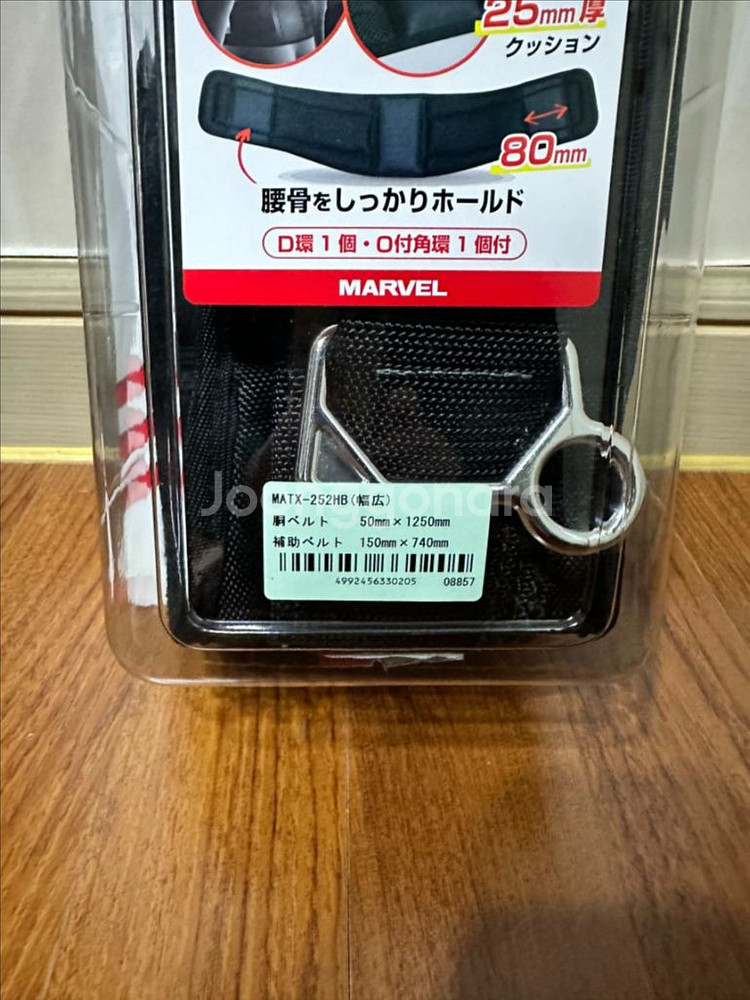 25mm厚
クッション
80mm
腰骨をしっかりホールド
D環1個・O付角環1個付
MARVEL
MATX-252HB(幅広)
胴ベルト 50mm×1250mm
補助ベルト 150mm×740mm
4992456330205 08857
Joongonara